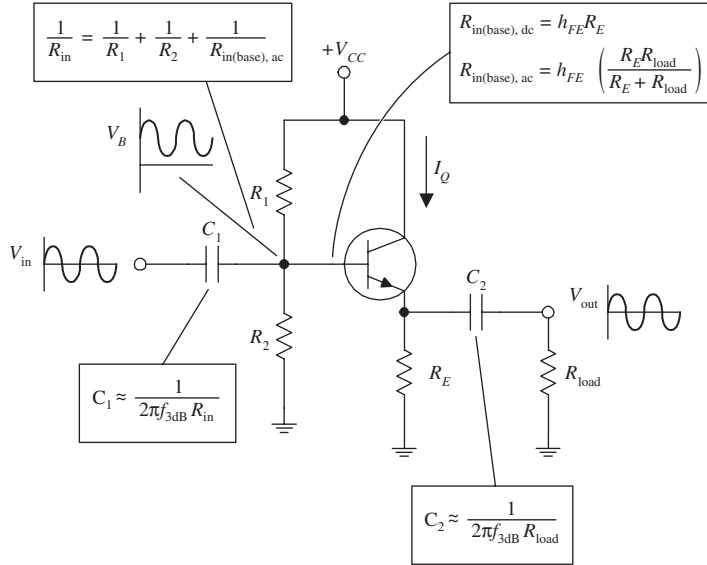 1/R_in = 1/R_1 + 1/R_2 + 1/R_in(base), ac
R_in(base), dc = h_FE R_E
R_in(base), ac = h_FE (R_E R_load / R_E + R_load)
+V_CC
V_B
I_Q
R_1
C_1
V_in
C_2
V_out
R_2
R_E
R_load
C_1 ≈ 1/2πf_3dB R_in
C_2 ≈ 1/2πf_3dB R_load